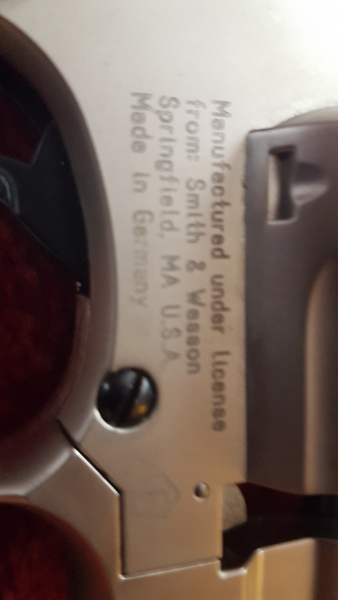 Manufactured under license
from: Smith & Wesson
Springfield, MA U.S.A
Made in Germany